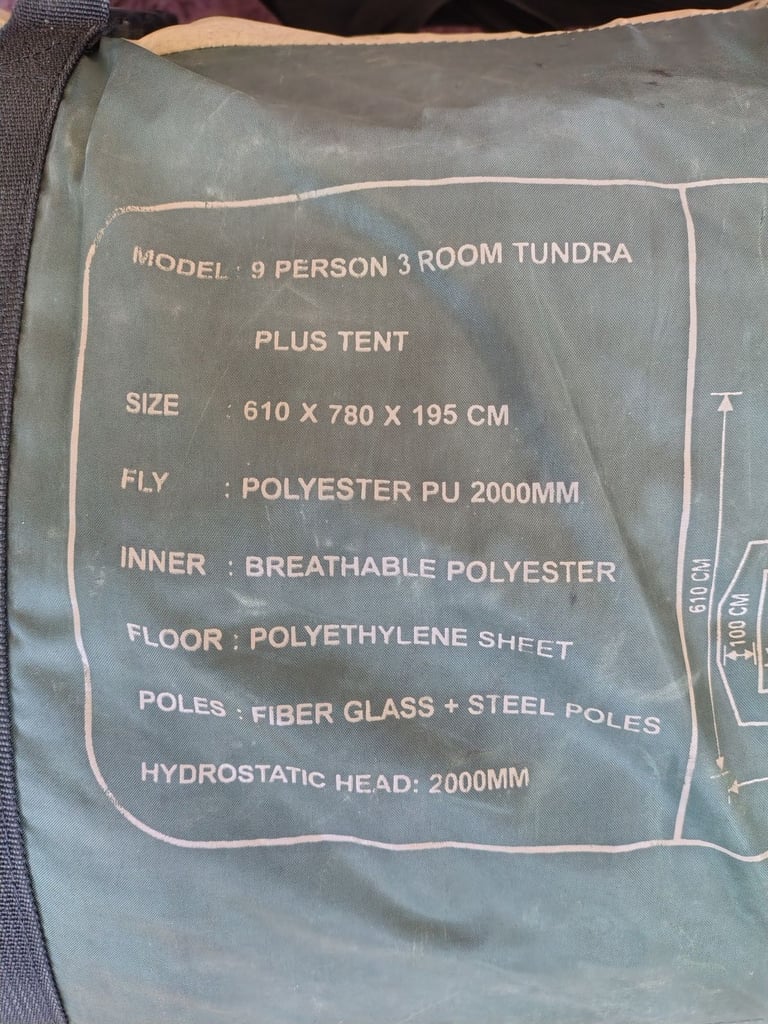 MODEL : 9 PERSON 3 ROOM TUNDRA
PLUS TENT
SIZE : 610 X 780 X 195 CM
FLY : POLYESTER PU 2000MM
INNER : BREATHABLE POLYESTER
FLOOR : POLYETHYLENE SHEET
POLES : FIBER GLASS + STEEL POLES
HYDROSTATIC HEAD: 2000MM
610 CM
100 CM